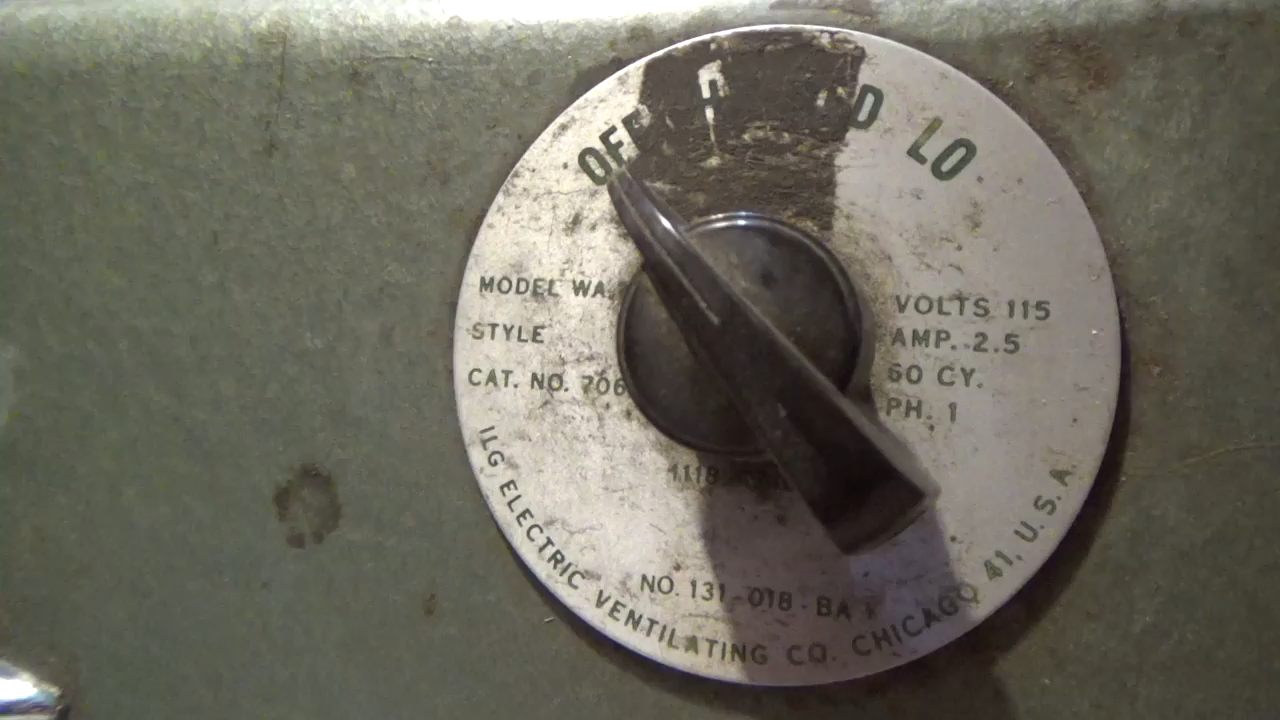 OFF LO
MODEL WA
STYLE
CAT. NO. 706
VOLTS 115
AMP. 2.5
60 CY.
PH. 1
NO. 131-018-BA
ILG ELECTRIC VENTILATING CO. CHICAGO 41, U.S.A.